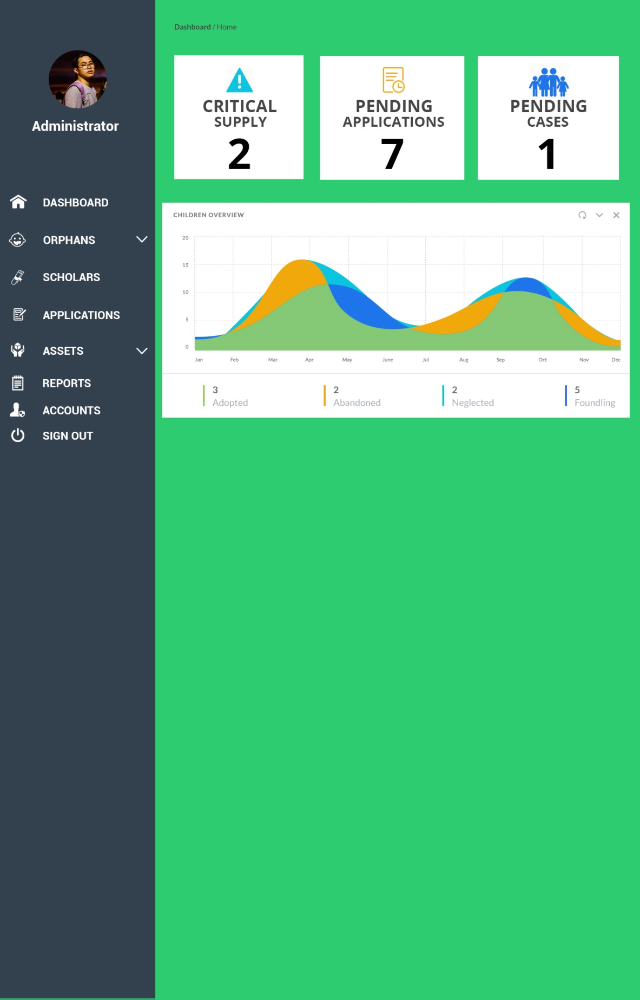 Dashboard / Home
Administrator
DASHBOARD
ORPHANS
SCHOLARS
APPLICATIONS
ASSETS
REPORTS
ACCOUNTS
SIGN OUT
CRITICAL
SUPPLY
2
PENDING
APPLICATIONS
7
PENDING
CASES
1
CHILDREN OVERVIEW
20
15
10
5
0
Jan Feb Mar Apr May June Jul Aug Sep Oct Nov Dec
3
Adopted
2
Abandoned
2
Neglected
5
Foundling